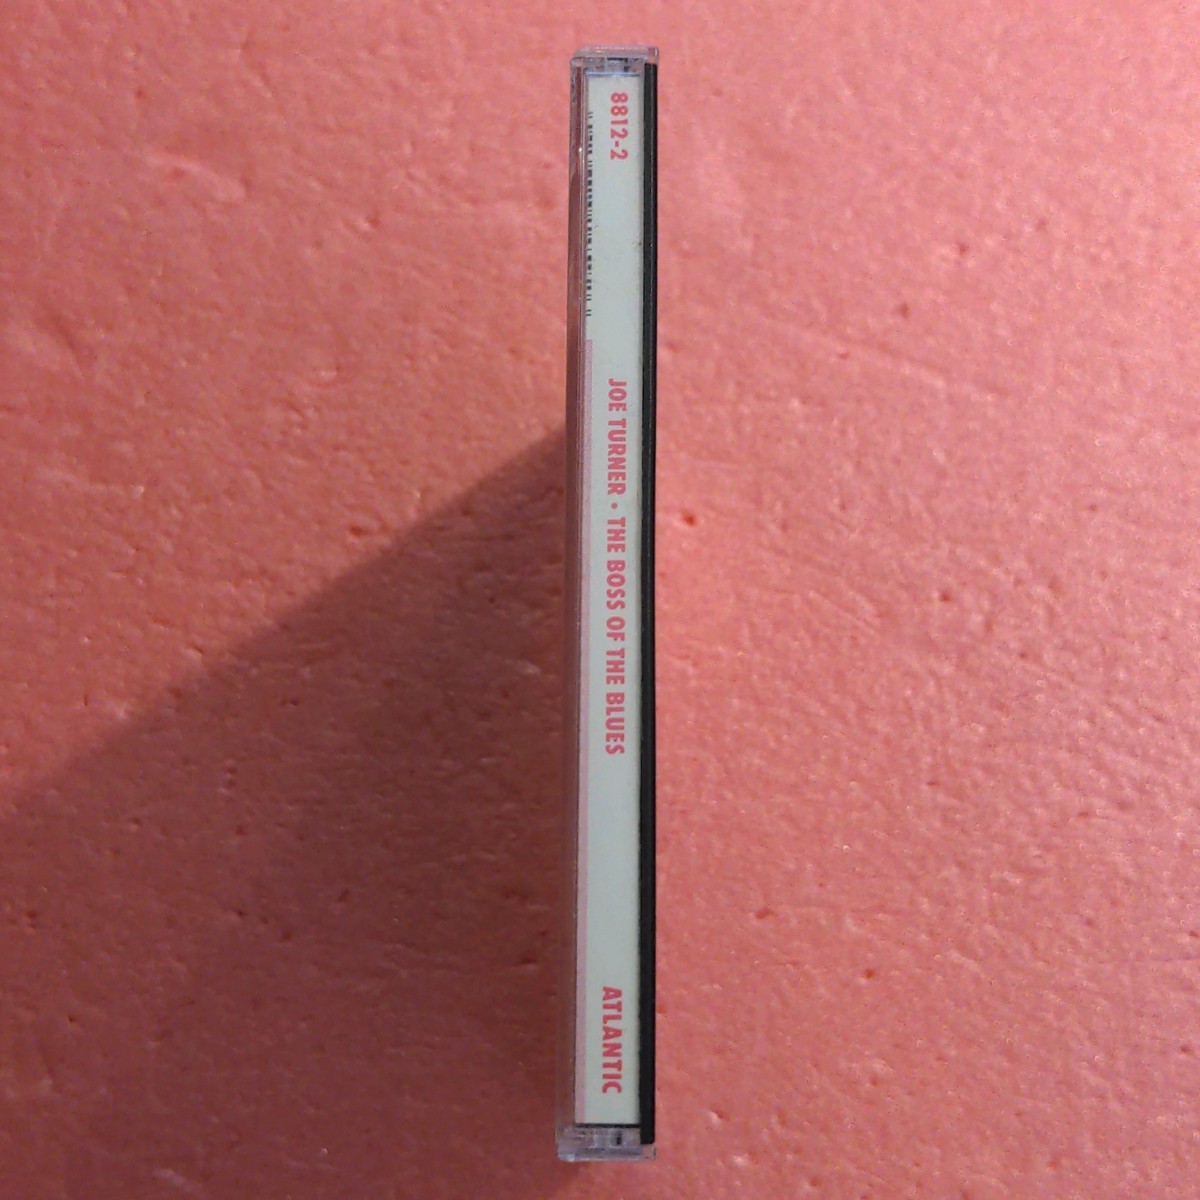 8812-2
JOE TURNER • THE BOSS OF THE BLUES
ATLANTIC